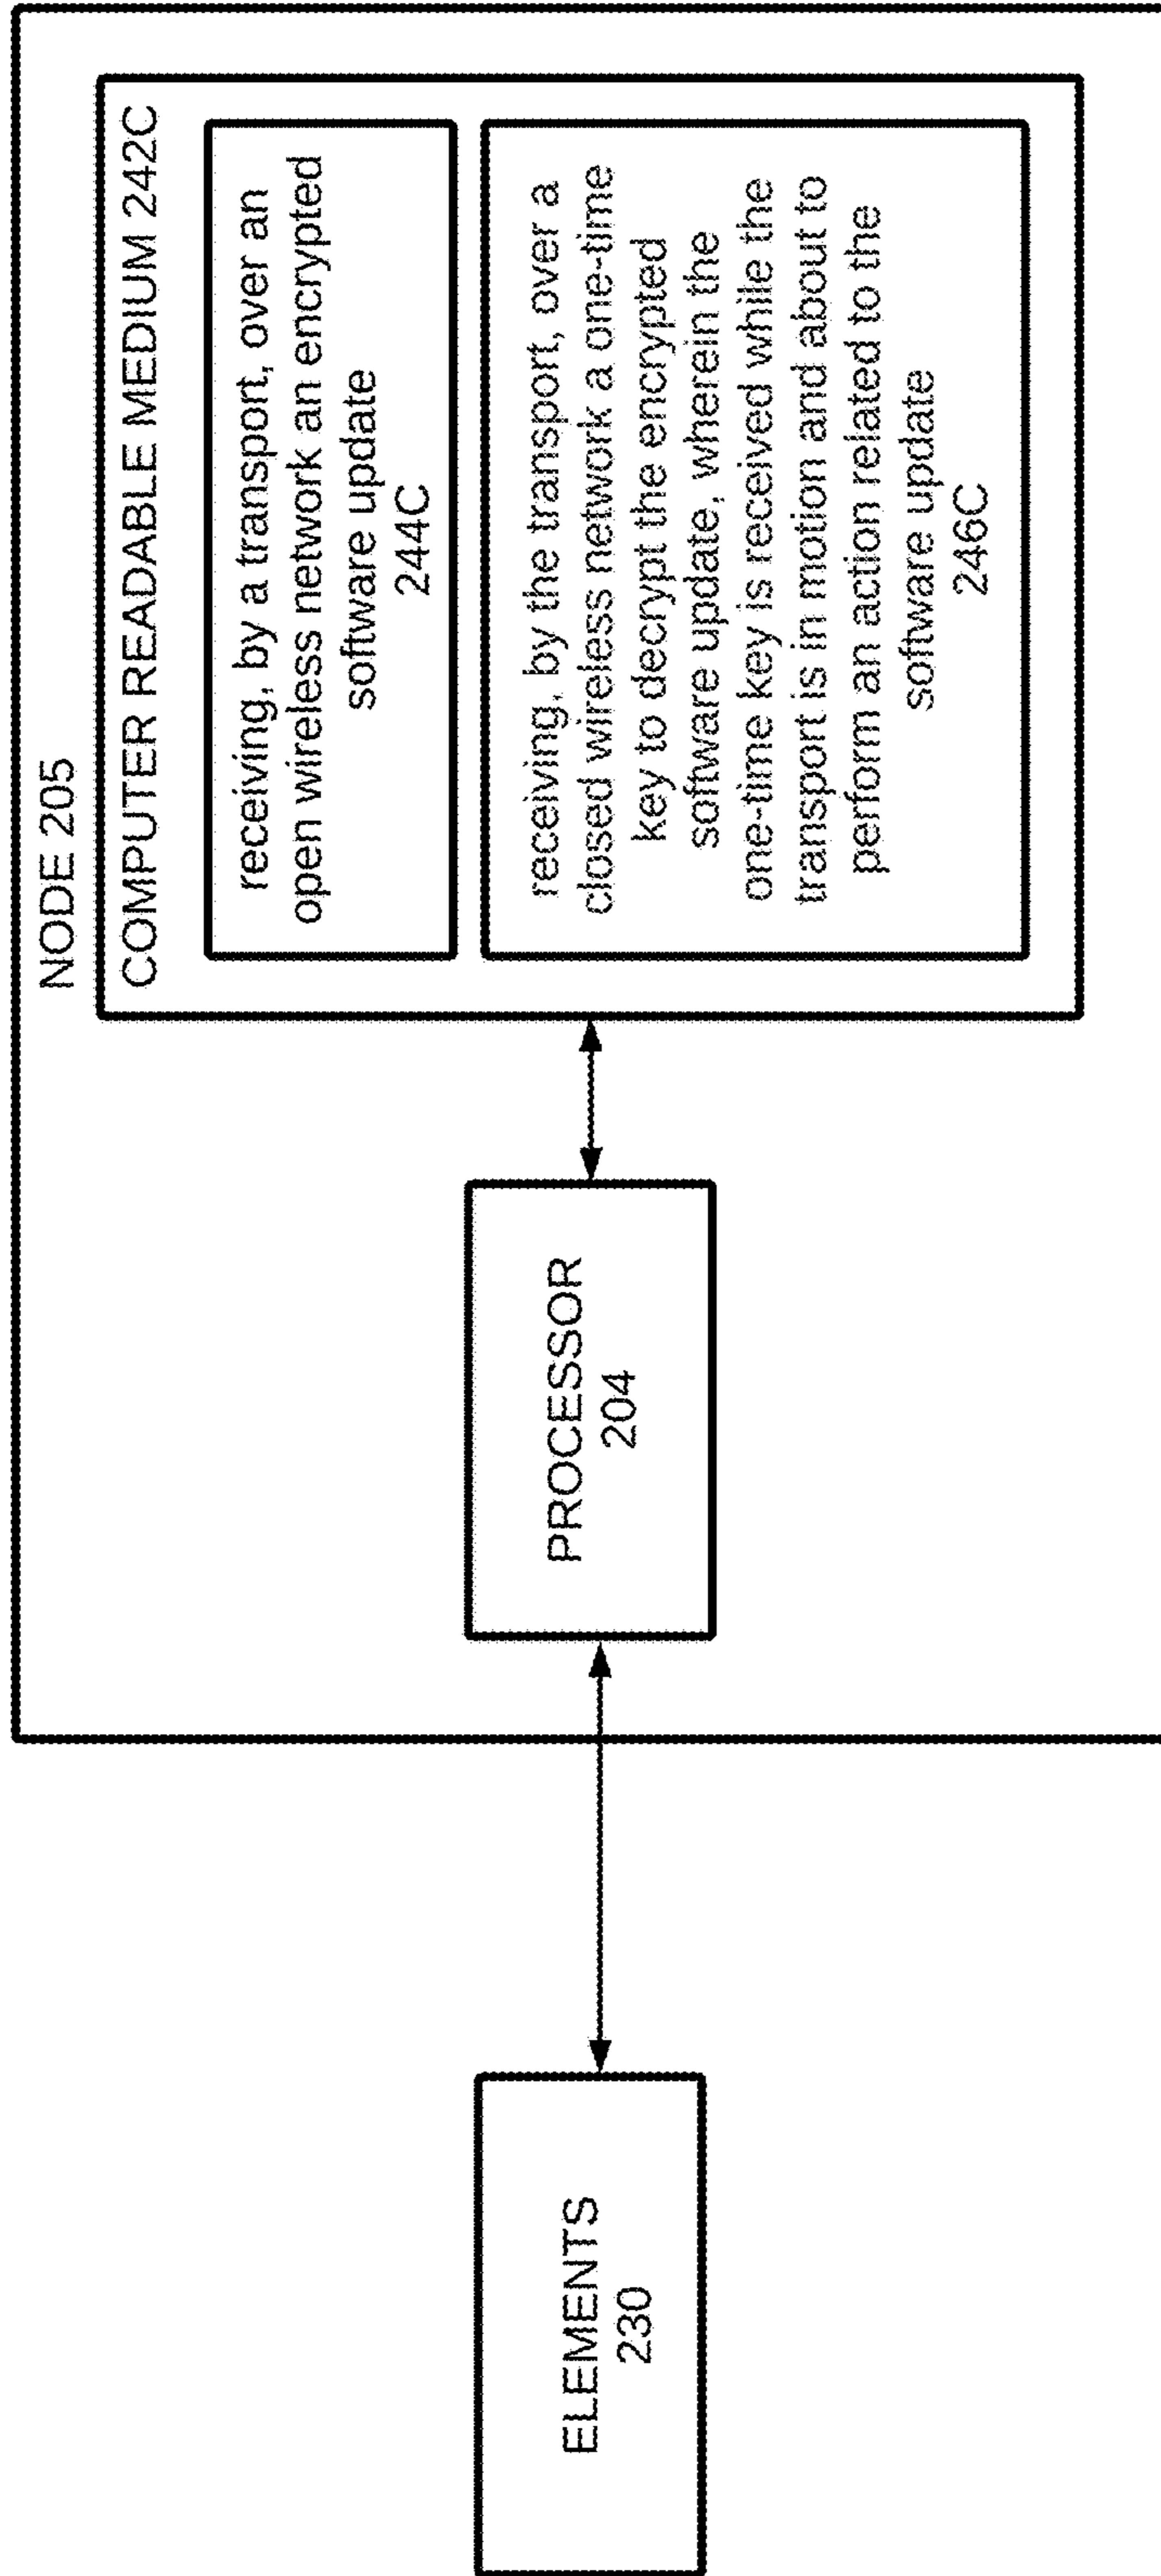 NODE 205
COMPUTER READABLE MEDIUM 242C
receiving, by a transport, over an
open wireless network an encrypted
software update
244C
receiving, by the transport, over a
closed wireless network a one-time
key to decrypt the encrypted
software update, wherein the
one-time key is received while the
transport is in motion and about to
perform an action related to the
software update
246C
PROCESSOR
204
ELEMENTS
230